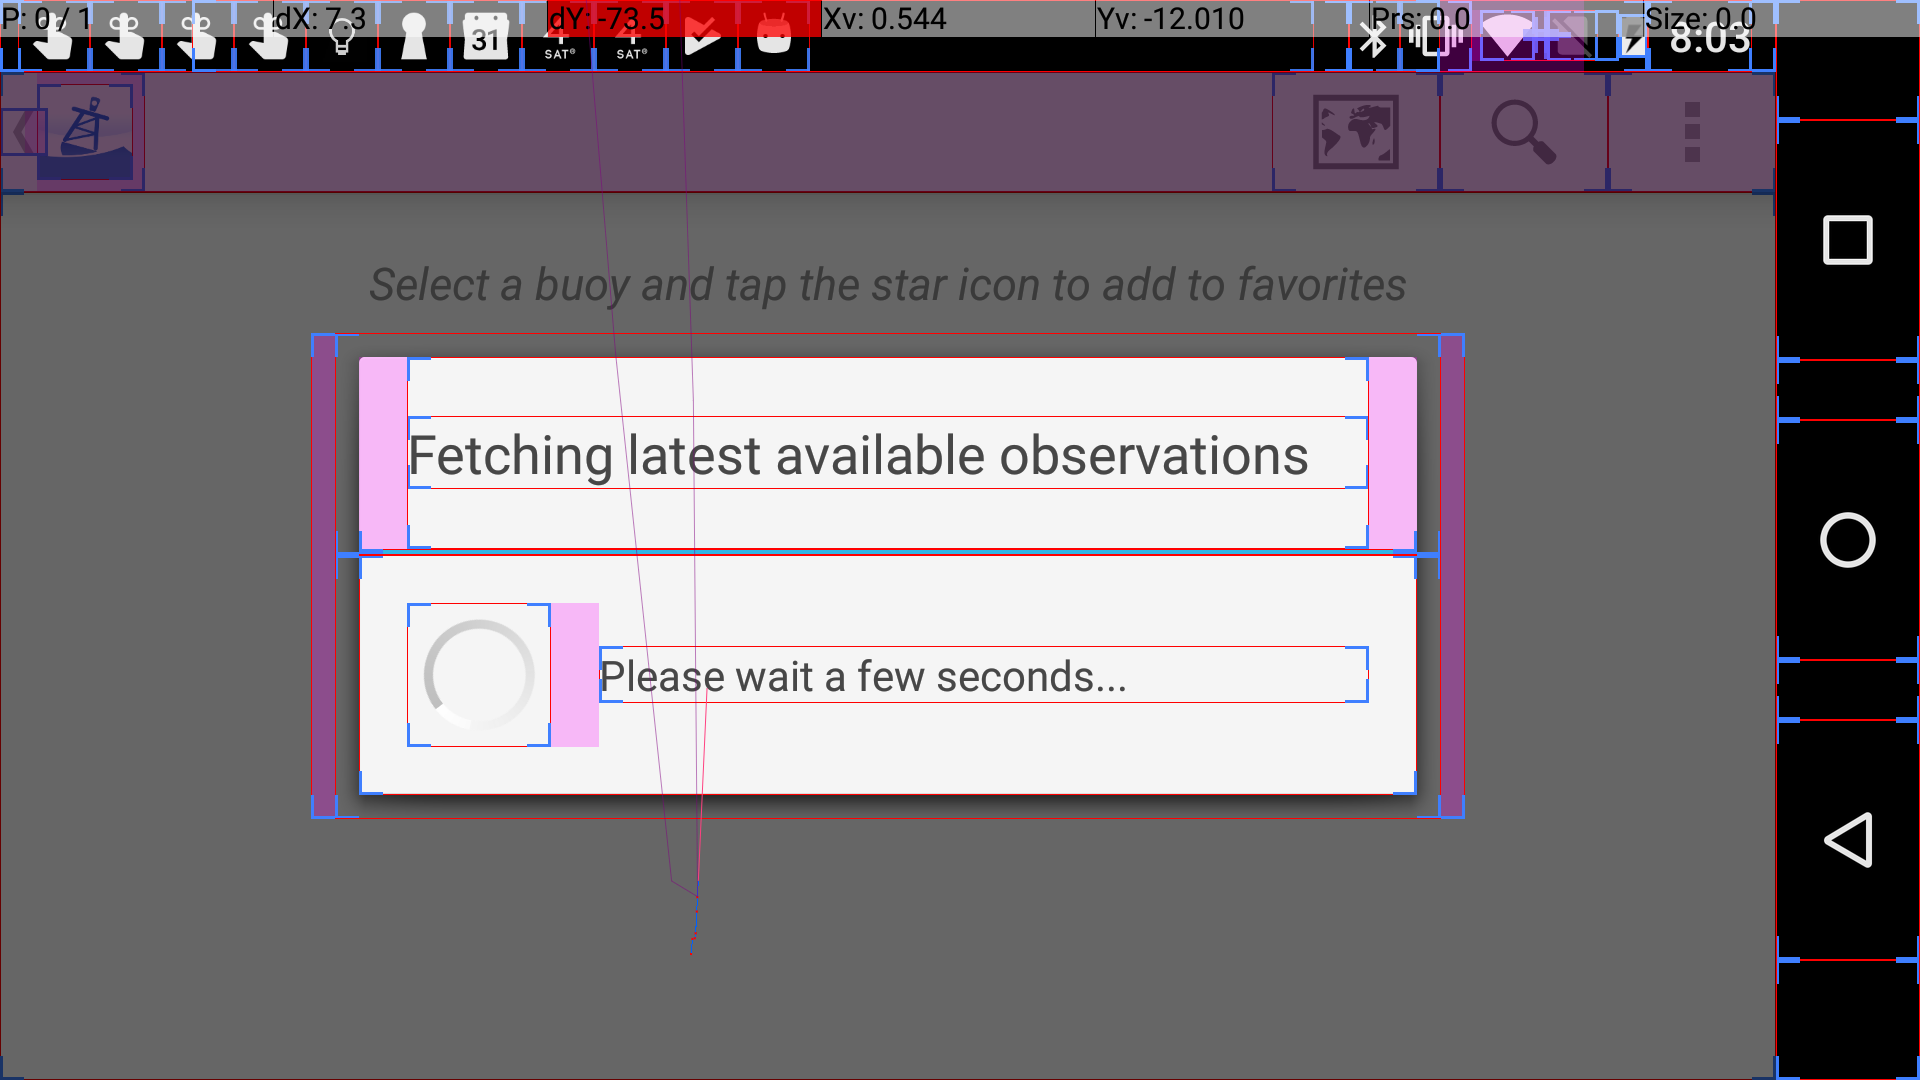 P: 0 / 1 dX: 7.3 dY: -73.5 Xv: 0.544 Yv: -12.010 Prs: 0.0 Size: 0.0
31 4 SAT® 4 SAT® 8:03
Select a buoy and tap the star icon to add to favorites
Fetching latest available observations
Please wait a few seconds...